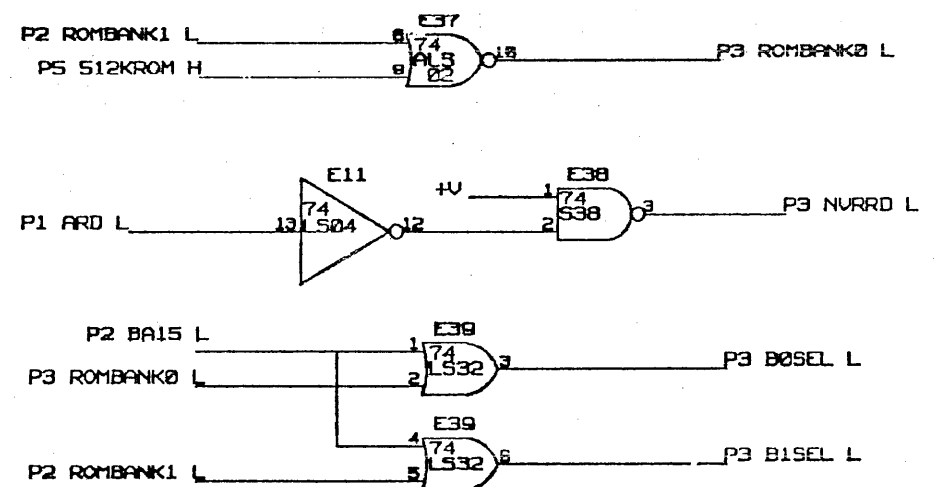 E37
P2 ROMBANK1 L 8 74 10 P3 ROMBANK0 L
P5 512KROM H 9 ALS
02
E11 E38
+V 1 74
P1 ARD L 13 74 LS04 12 2 S38 3 P3 NVRRD L
E39
P2 BA15 L 1 74 3 P3 B0SEL L
P3 ROMBANK0 L 2 LS32
E39
4 74 6 P3 B1SEL L
P2 ROMBANK1 L 5 LS32